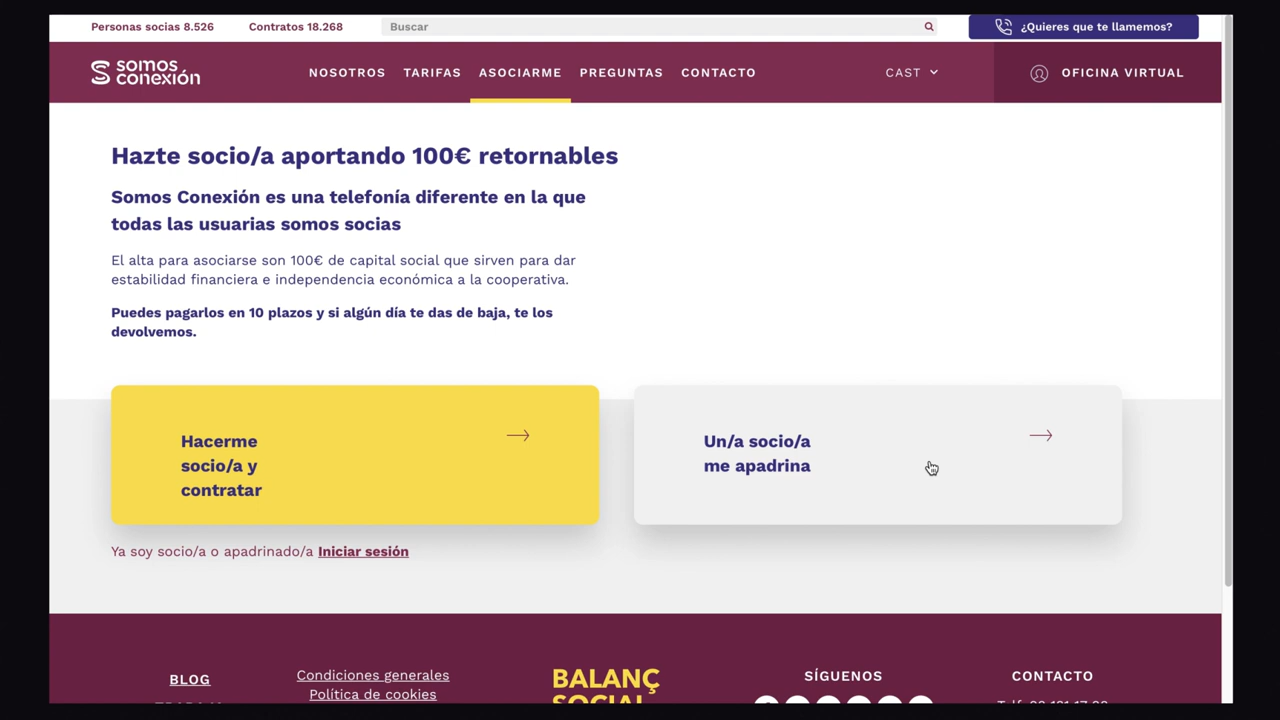 Personas socias 8.526
Contratos 18.268
Buscar
¿Quieres que te llamemos?
somos
conexión
NOSOTROS
TARIFAS
ASOCIARME
PREGUNTAS
CONTACTO
CAST
OFICINA VIRTUAL
Hazte socio/a aportando 100€ retornables
Somos Conexión es una telefonía diferente en la que
todas las usuarias somos socias
El alta para asociarse son 100€ de capital social que sirven para dar
estabilidad financiera e independencia económica a la cooperativa.
Puedes pagarlos en 10 plazos y si algún día te das de baja, te los
devolvemos.
Hacerme
socio/a y
contratar
Un/a socio/a
me apadrina
Ya soy socio/a o apadrinado/a Iniciar sesión
BLOG
Condiciones generales
Política de cookies
BALANÇ
SOCIAL
SÍGUENOS
CONTACTO